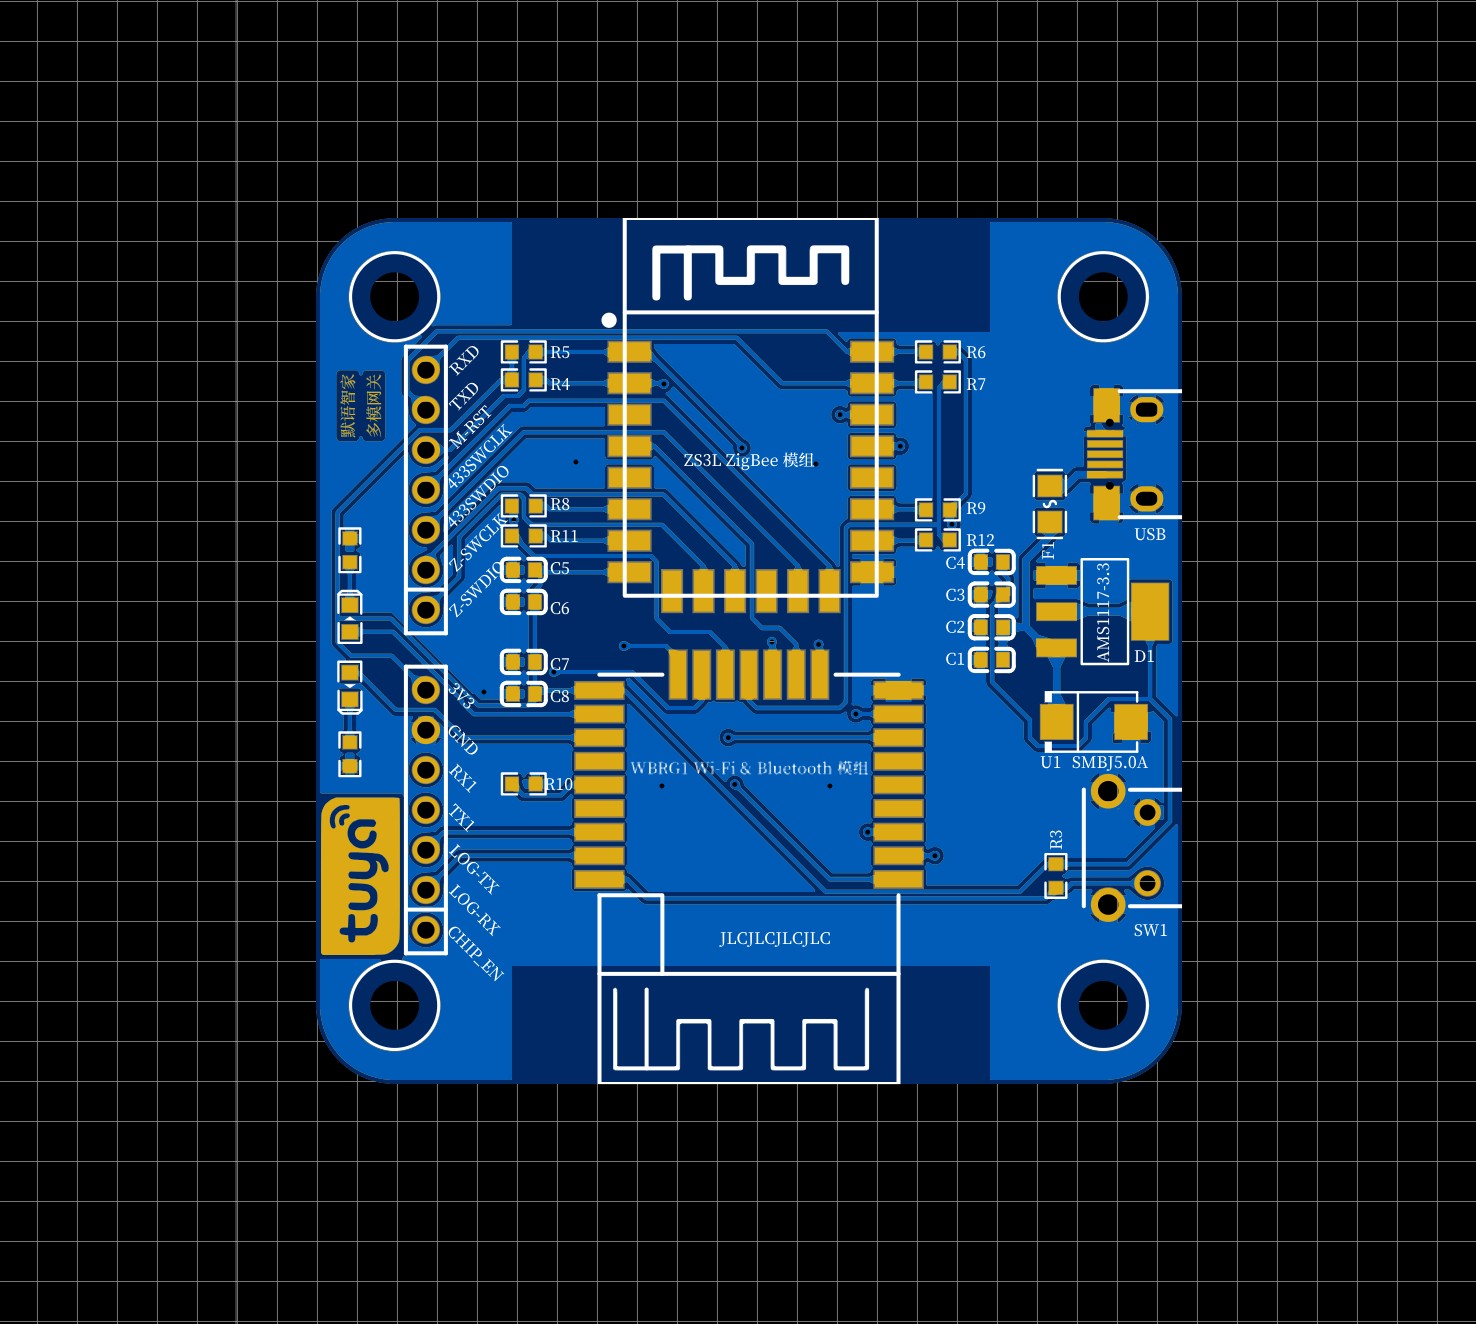 RXD
TXD
M-RST
433SWCLK
433SWDIO
Z-SWCLK
Z-SWDIO
默语智家
多模网关
R5
R4
R8
R11
C5
C6
C7
C8
R10
ZS3L ZigBee 模组
WBRG1 Wi-Fi & Bluetooth 模组
JLCJLCJLCJLC
R6
R7
R9
R12
C4
C3
C2
C1
F1
USB
AMS1117-3.3
D1
U1
SMBJ5.0A
R3
SW1
3V3
GND
RX1
TX1
LOG-TX
LOG-RX
CHIP_EN
tuya